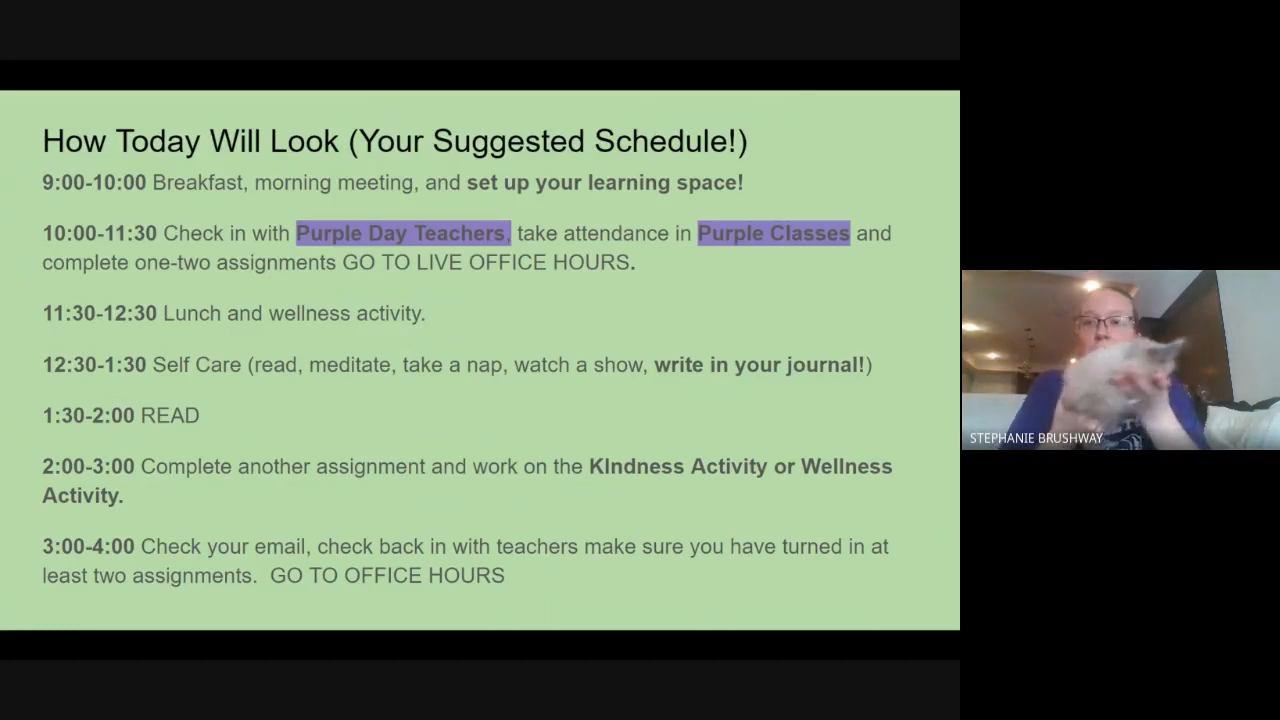 How Today Will Look (Your Suggested Schedule!)
9:00-10:00 Breakfast, morning meeting, and set up your learning space!
10:00-11:30 Check in with Purple Day Teachers, take attendance in Purple Classes and
complete one-two assignments GO TO LIVE OFFICE HOURS.
11:30-12:30 Lunch and wellness activity.
12:30-1:30 Self Care (read, meditate, take a nap, watch a show, write in your journal!)
1:30-2:00 READ
2:00-3:00 Complete another assignment and work on the KIndness Activity or Wellness
Activity.
3:00-4:00 Check your email, check back in with teachers make sure you have turned in at
least two assignments.  GO TO OFFICE HOURS
STEPHANIE BRUSHWAY